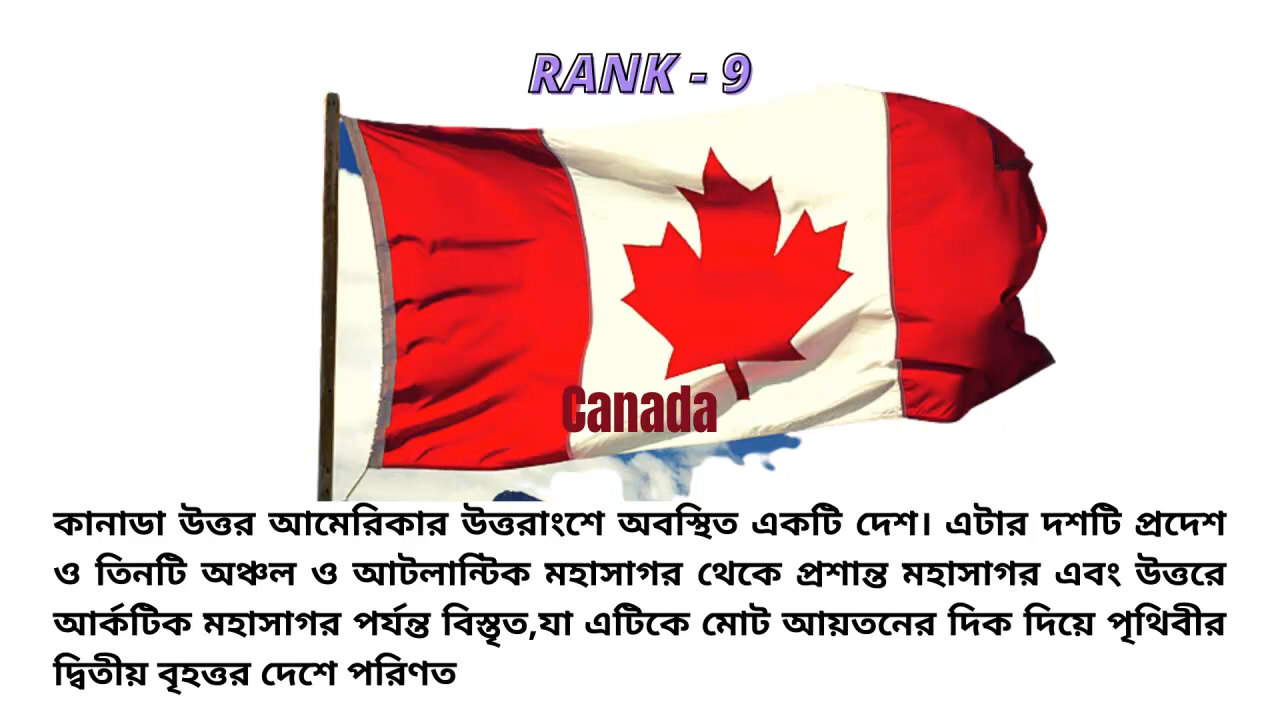 RANK - 9
Canada
কানাডা উত্তর আমেরিকার উত্তরাংশে অবস্থিত একটি দেশ। এটার দশটি প্রদেশ
ও তিনটি অঞ্চল ও আটলান্টিক মহাসাগর থেকে প্রশান্ত মহাসাগর এবং উত্তরে
আর্কটিক মহাসাগর পর্যন্ত বিস্তৃত,যা এটিকে মোট আয়তনের দিক দিয়ে পৃথিবীর
দ্বিতীয় বৃহত্তর দেশে পরিণত